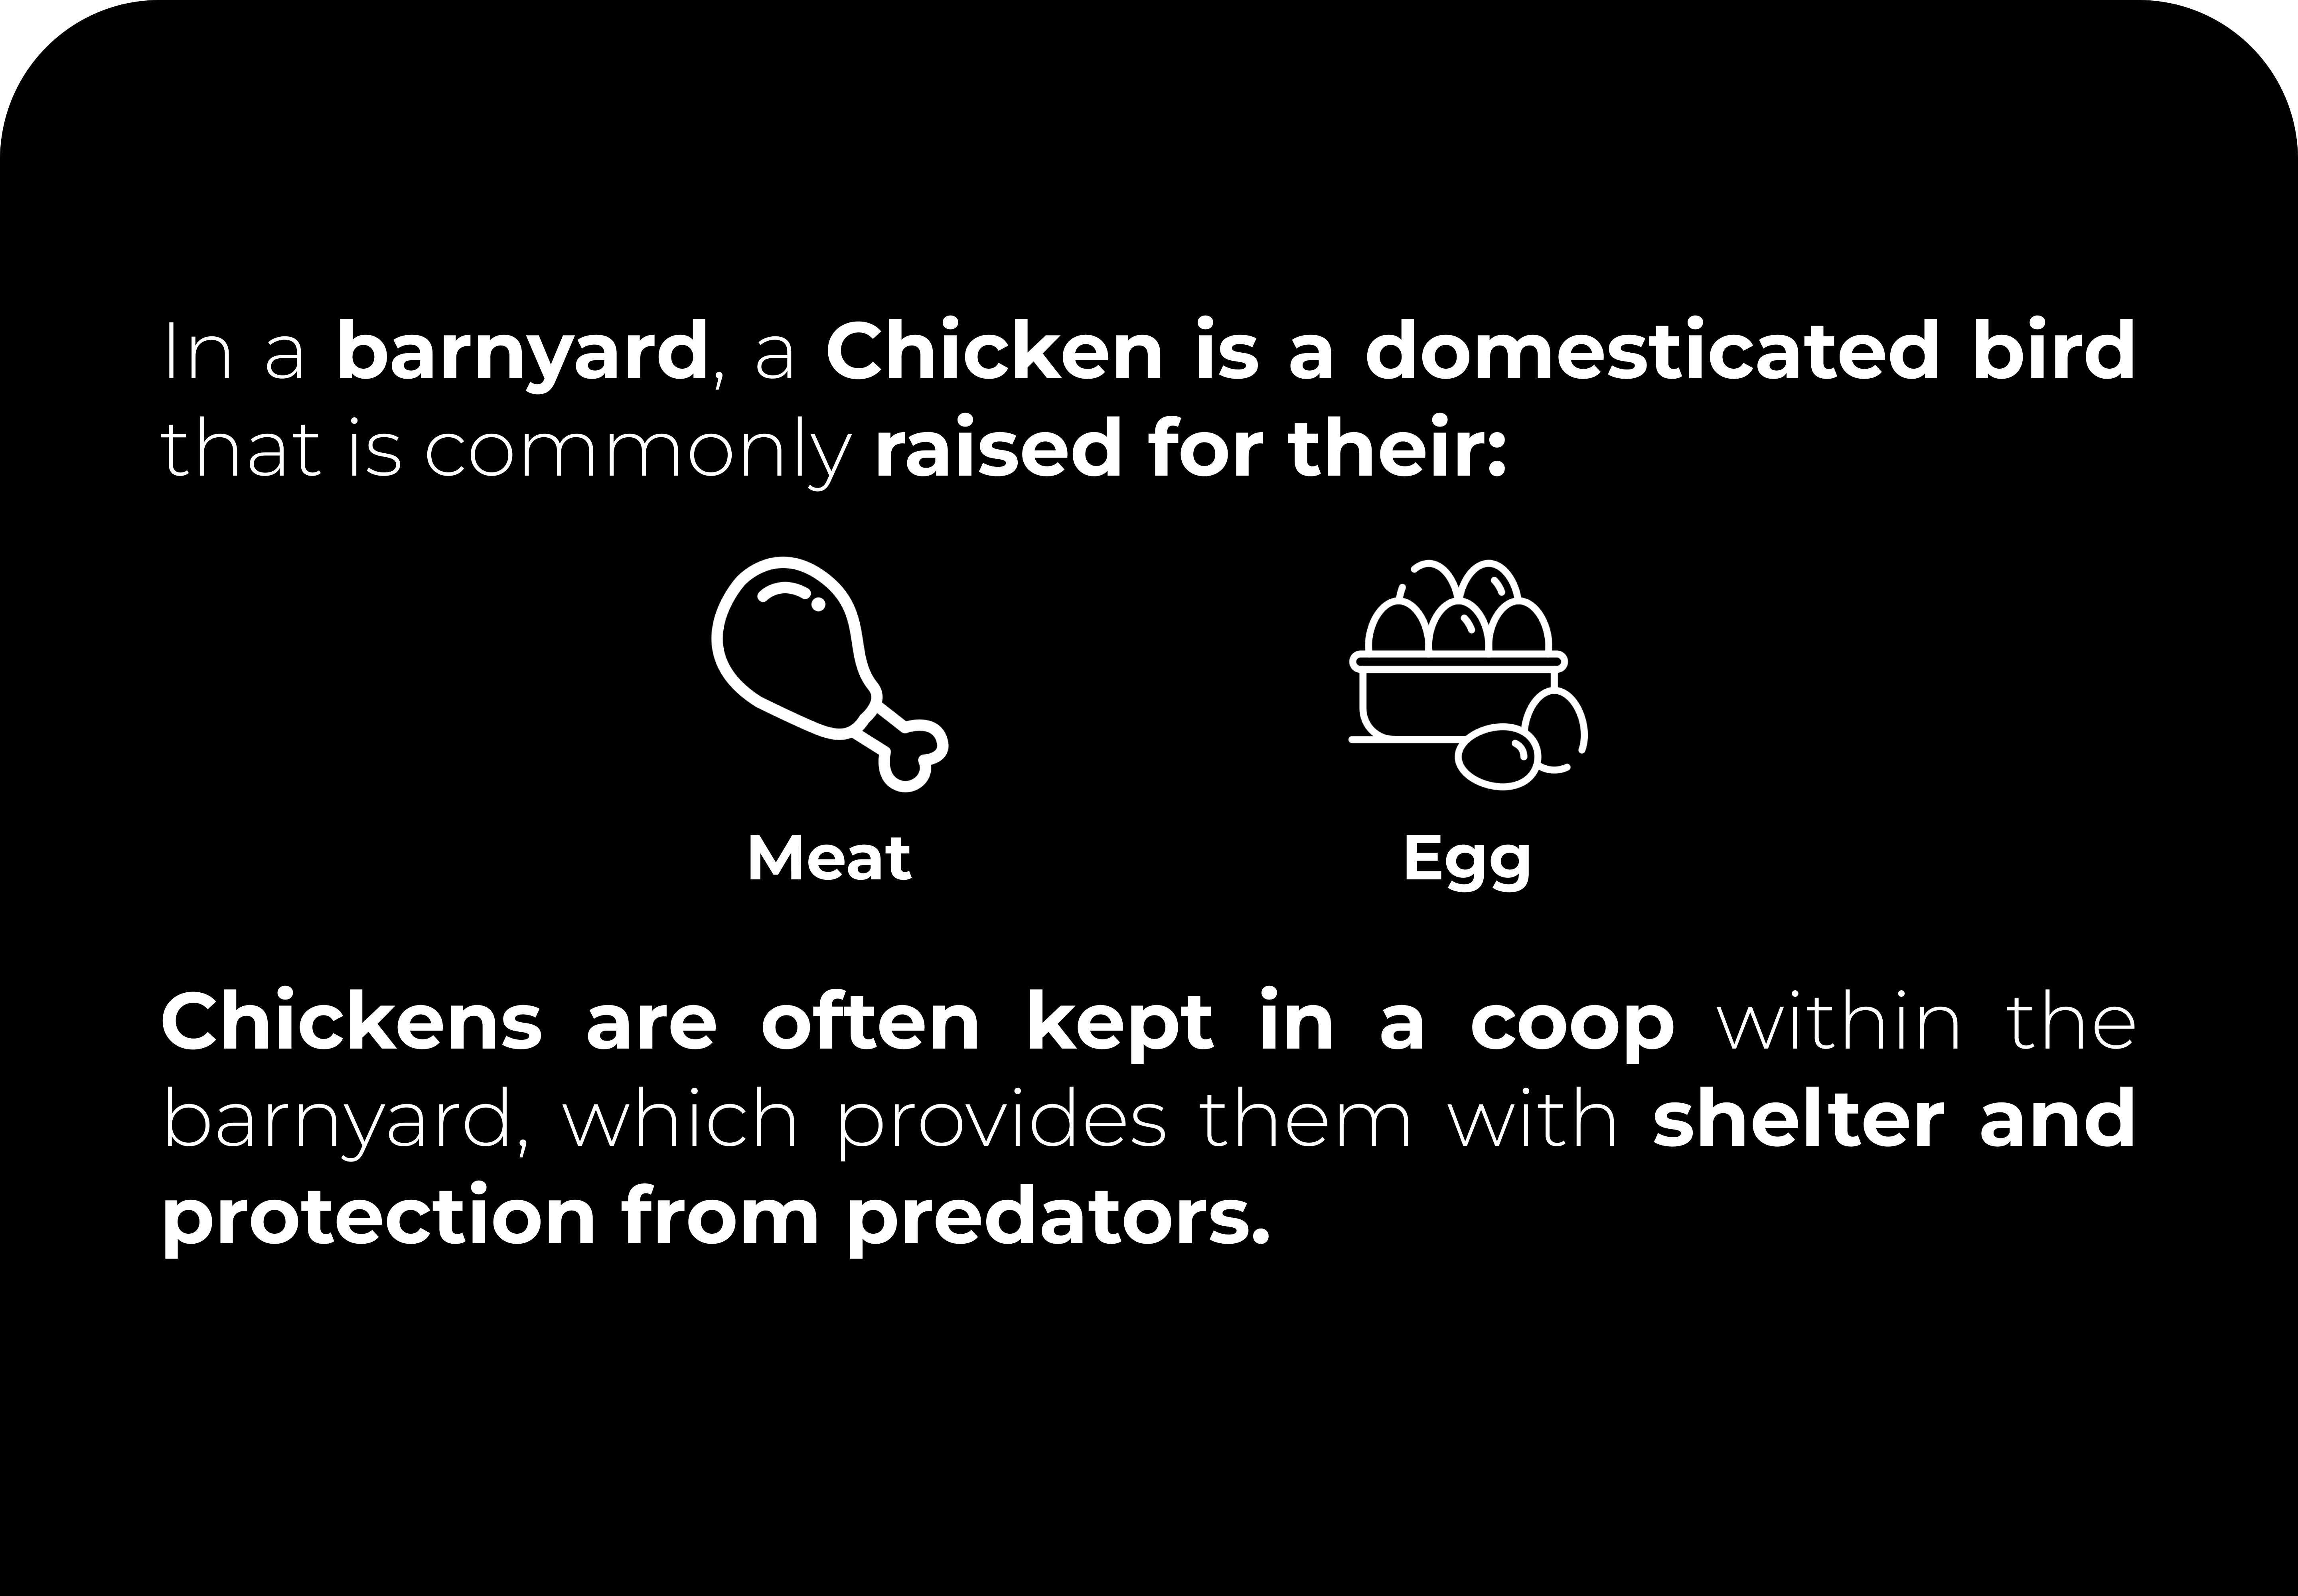 In a barnyard, a Chicken is a domesticated bird
that is commonly raised for their:
Meat
Egg
Chickens are often kept in a coop within the
barnyard, which provides them with shelter and
protection from predators.